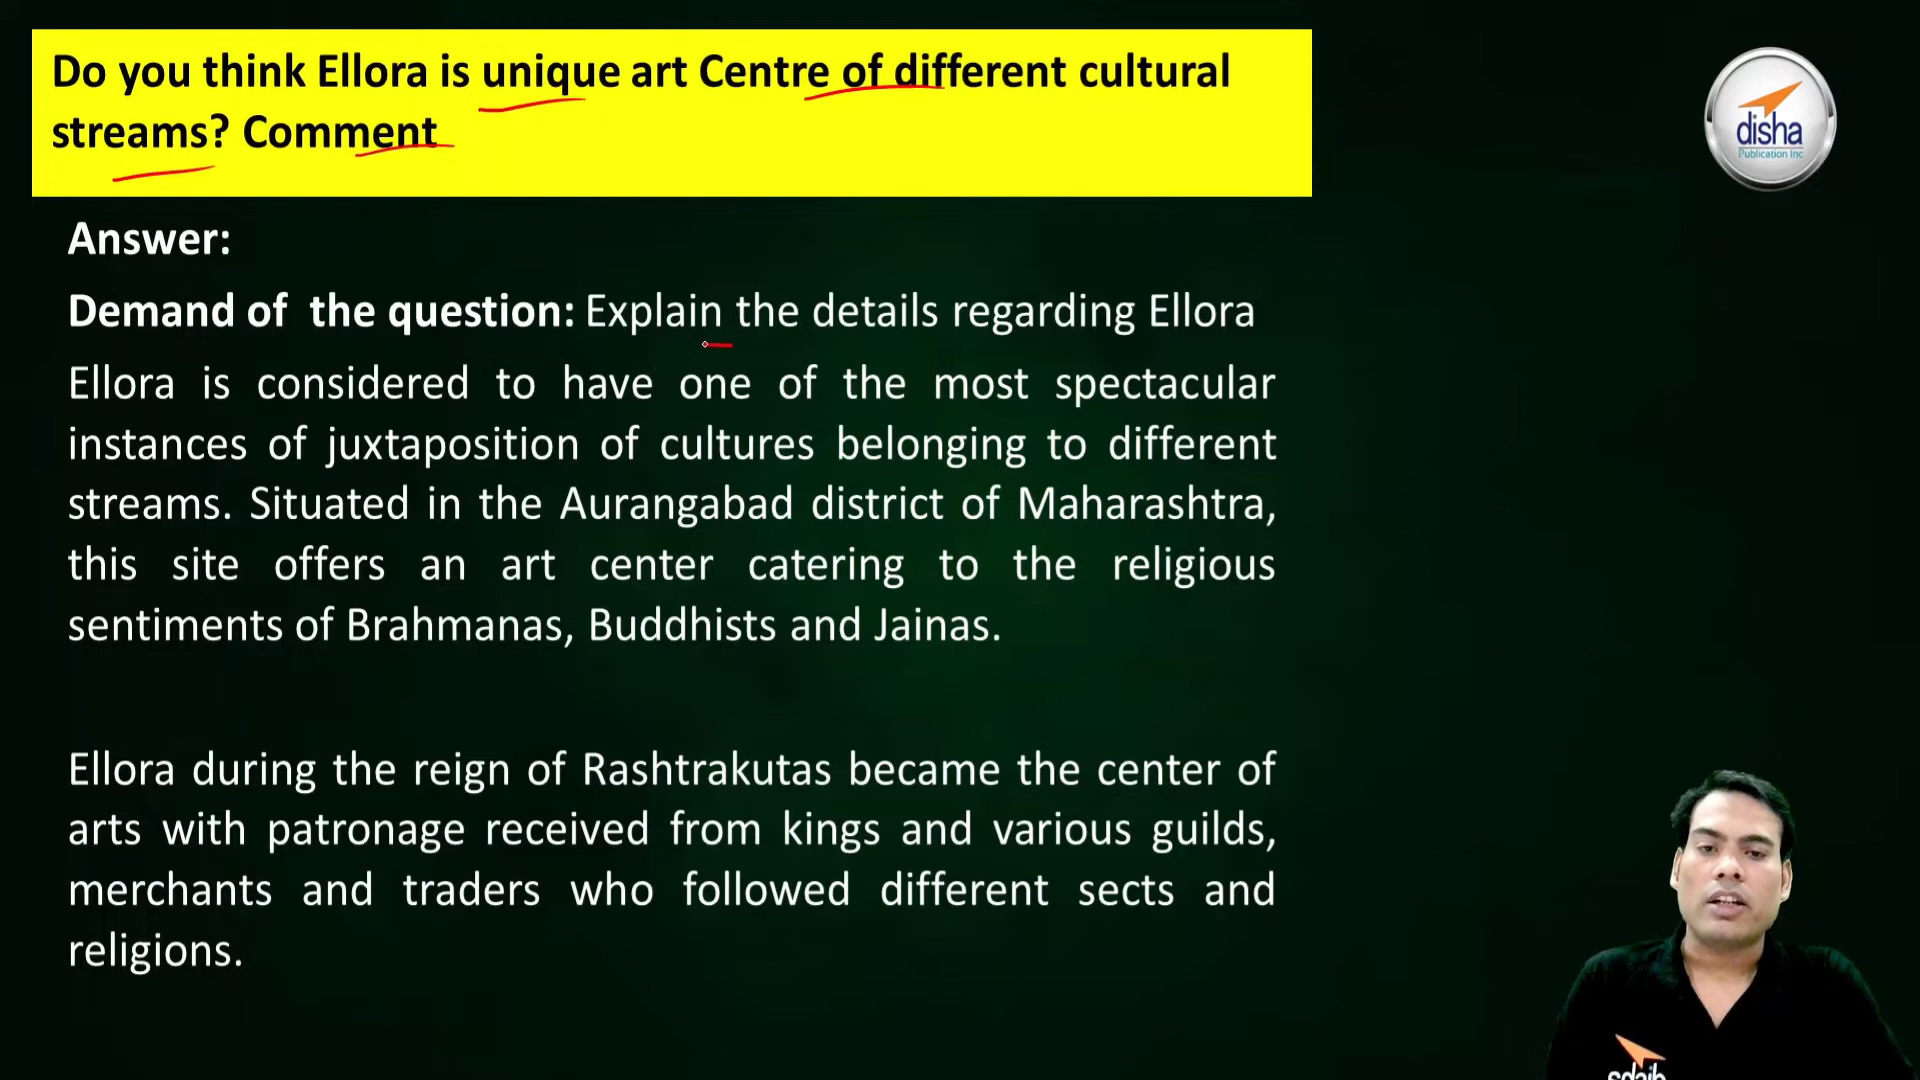 Do you think Ellora is unique art Centre of different cultural
streams? Comment
disha
Publication Inc
Answer:
Demand of the question: Explain the details regarding Ellora
Ellora is considered to have one of the most spectacular
instances of juxtaposition of cultures belonging to different
streams. Situated in the Aurangabad district of Maharashtra,
this site offers an art center catering to the religious
sentiments of Brahmanas, Buddhists and Jainas.
Ellora during the reign of Rashtrakutas became the center of
arts with patronage received from kings and various guilds,
merchants and traders who followed different sects and
religions.